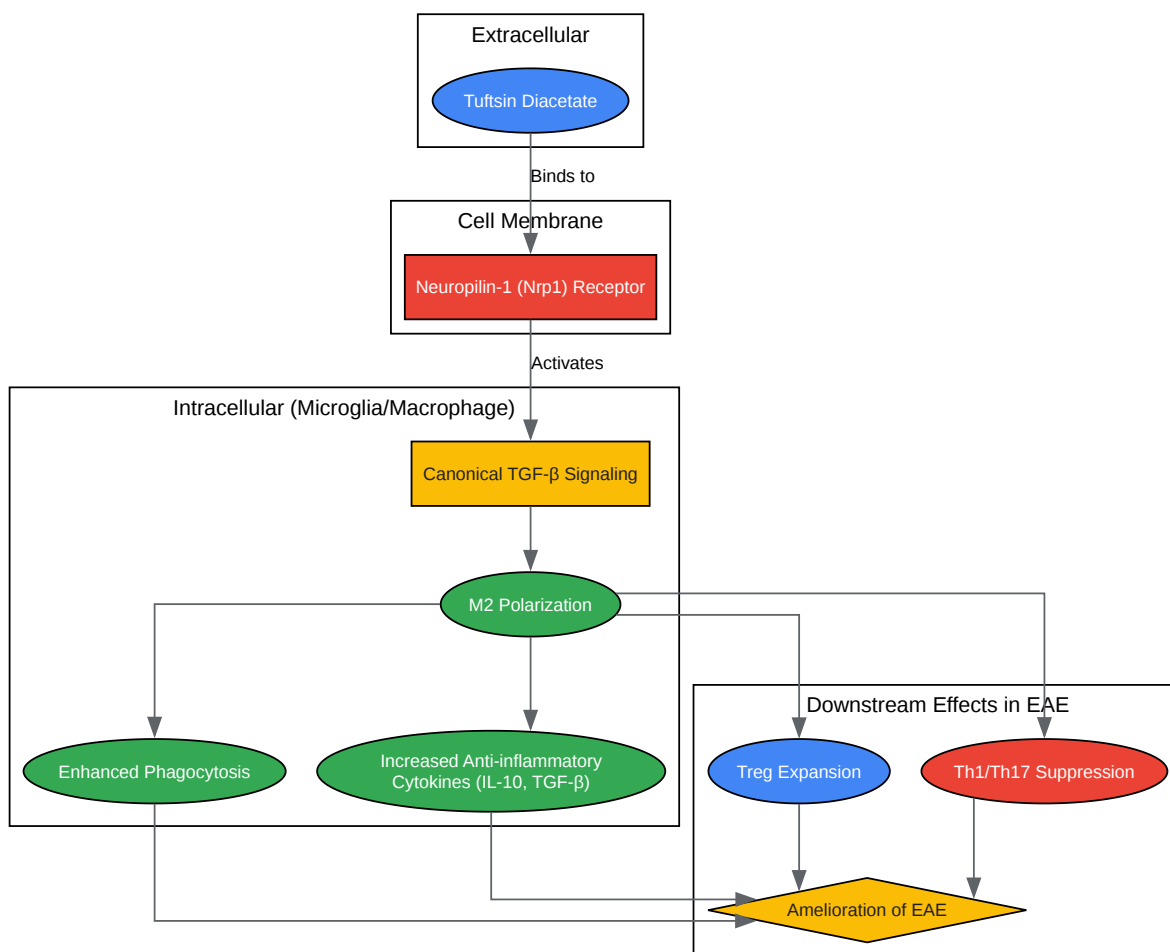 Extracellular
Tuftsin Diacetate
Binds to
Cell Membrane
Neuropilin-1 (Nrp1) Receptor
Activates
Intracellular (Microglia/Macrophage)
Canonical TGF-β Signaling
M2 Polarization
Downstream Effects in EAE
Enhanced Phagocytosis
Increased Anti-inflammatory
Cytokines (IL-10, TGF-β)
Treg Expansion
Th1/Th17 Suppression
Amelioration of EAE